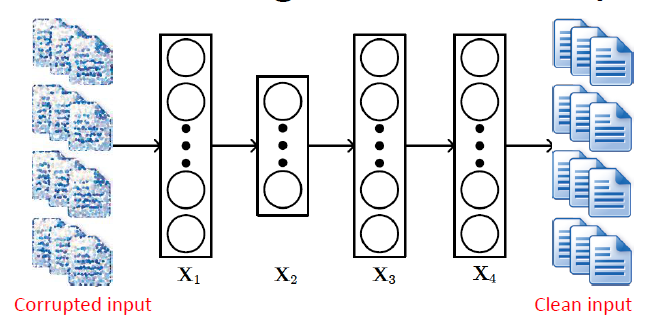 X1 X2 X3 X4
Corrupted input Clean input